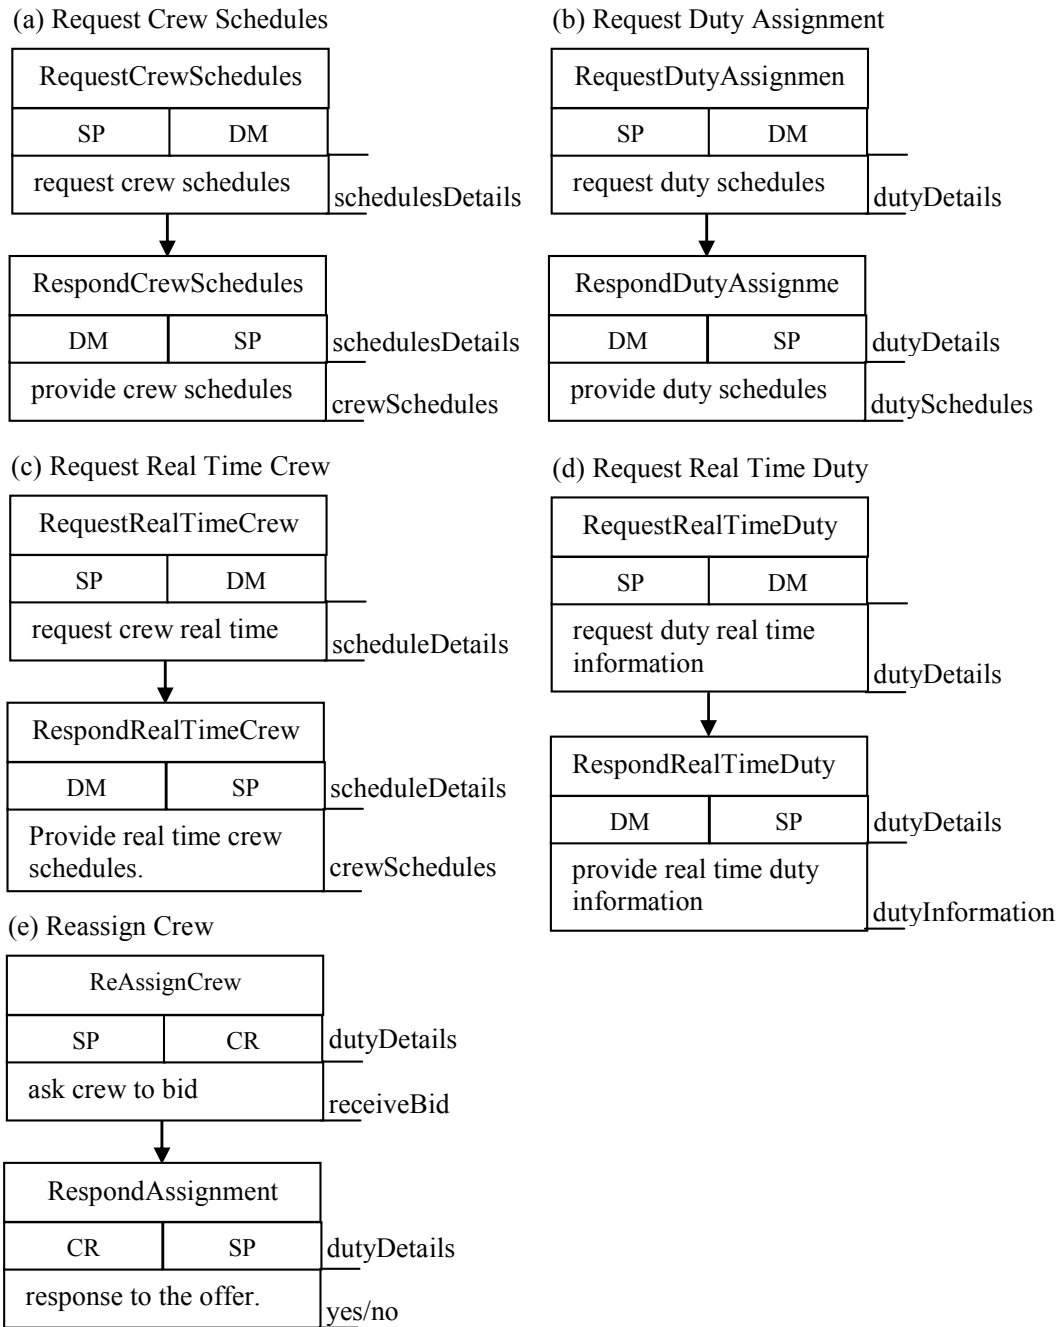 (a) Request Crew Schedules
RequestCrewSchedules
SP
DM
request crew schedules
schedulesDetails
RespondCrewSchedules
DM
SP
schedulesDetails
provide crew schedules
crewSchedules
(b) Request Duty Assignment
RequestDutyAssignmen
SP
DM
request duty schedules
dutyDetails
RespondDutyAssignme
DM
SP
dutyDetails
provide duty schedules
dutySchedules
(c) Request Real Time Crew
RequestRealTimeCrew
SP
DM
request crew real time
scheduleDetails
RespondRealTimeCrew
DM
SP
scheduleDetails
Provide real time crew
schedules.
crewSchedules
(d) Request Real Time Duty
RequestRealTimeDuty
SP
DM
request duty real time
information
dutyDetails
RespondRealTimeDuty
DM
SP
dutyDetails
provide real time duty
information
dutyInformation
(e) Reassign Crew
ReAssignCrew
SP
CR
dutyDetails
ask crew to bid
receiveBid
RespondAssignment
CR
SP
dutyDetails
response to the offer.
yes/no